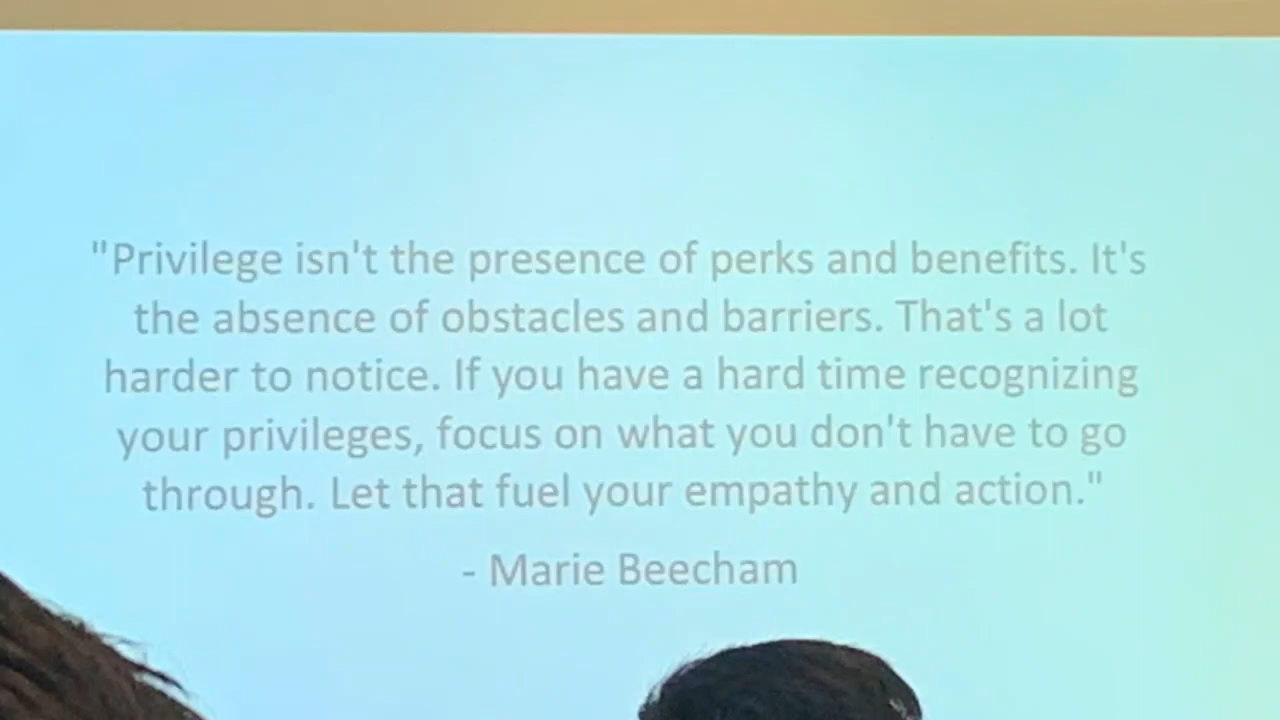 "Privilege isn't the presence of perks and benefits. It's
the absence of obstacles and barriers. That's a lot
harder to notice. If you have a hard time recognizing
your privileges, focus on what you don't have to go
through. Let that fuel your empathy and action."
- Marie Beecham